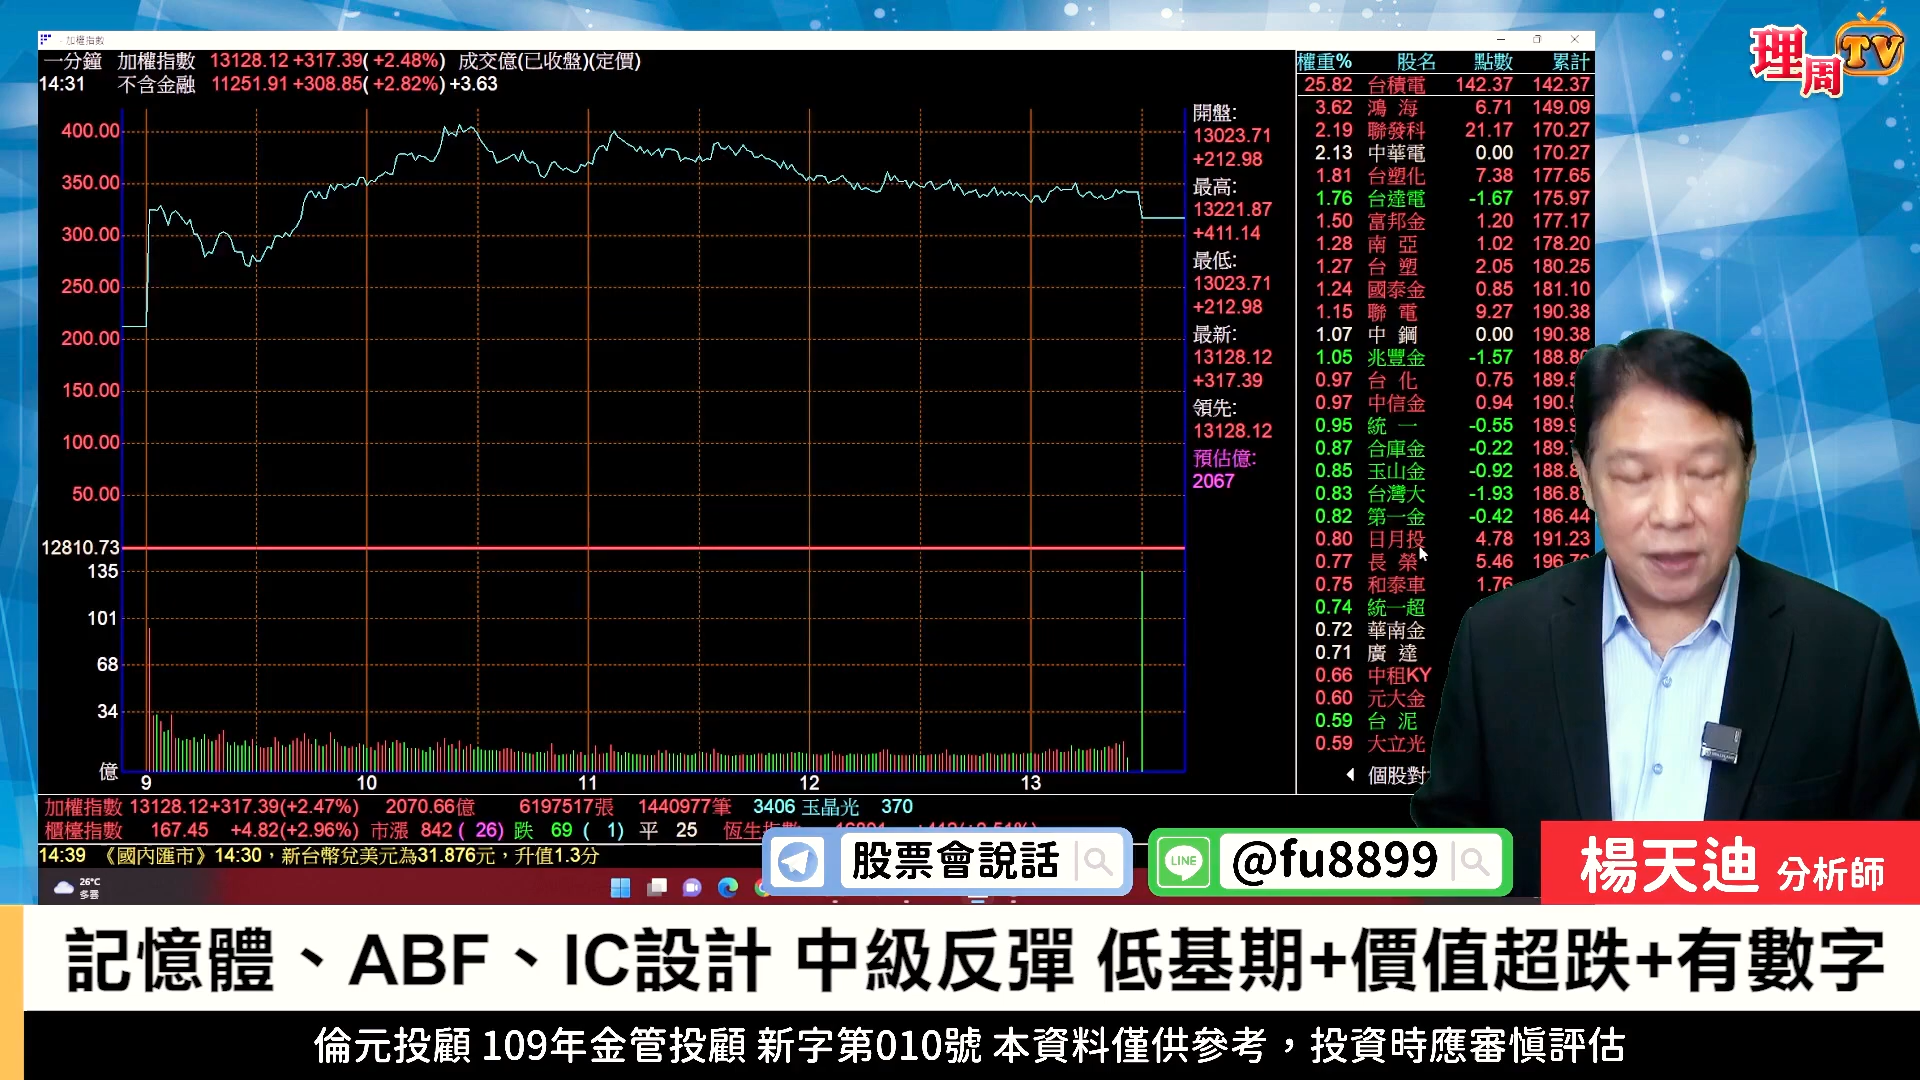 加權指數
一分鐘 加權指數 13128.12 +317.39( +2.48%) 成交億(已收盤)(定價)
14:31 不含金融 11251.91 +308.85( +2.82%) +3.63
400.00
350.00
300.00
250.00
200.00
150.00
100.00
50.00
12810.73
135
101
68
34
億 9 10 11 12 13
開盤:
13023.71
+212.98
最高:
13221.87
+411.14
最低:
13023.71
+212.98
最新:
13128.12
+317.39
領先:
13128.12
預估億:
2067
權重% 股名 點數 累計
25.82 台積電 142.37 142.37
3.62 鴻 海 6.71 149.09
2.19 聯發科 21.17 170.27
2.13 中華電 0.00 170.27
1.81 台塑化 7.38 177.65
1.76 台達電 -1.67 175.97
1.50 富邦金 1.20 177.17
1.28 南 亞 1.02 178.20
1.27 台 塑 2.05 180.25
1.24 國泰金 0.85 181.10
1.15 聯 電 9.27 190.38
1.07 中 鋼 0.00 190.38
1.05 兆豐金 -1.57 188.80
0.97 台 化 0.75 189.5
0.97 中信金 0.94 190.
0.95 統 一 -0.55 189.9
0.87 合庫金 -0.22 189.
0.85 玉山金 -0.92 188.8
0.83 台灣大 -1.93 186.87
0.82 第一金 -0.42 186.44
0.80 日月投 4.78 191.23
0.77 長 榮 5.46 196.7
0.75 和泰車 1.76
0.74 統一超
0.72 華南金
0.71 廣 達
0.66 中租KY
0.60 元大金
0.59 台 泥
0.59 大立光
個股對
加權指數 13128.12+317.39(+2.47%) 2070.66億 6197517張 1440977筆 3406 玉晶光 370
櫃檯指數 167.45 +4.82(+2.96%) 市漲 842 ( 26) 跌 69 ( 1) 平 25
14:39 《國內匯市》14:30，新台幣兌美元為31.876元，升值1.3分
26°C
多雲
理周TV
股票會說話
LINE @fu8899
楊天迪 分析師
記憶體、ABF、IC設計 中級反彈 低基期+價值超跌+有數字
倫元投顧 109年金管投顧 新字第010號 本資料僅供參考，投資時應審慎評估